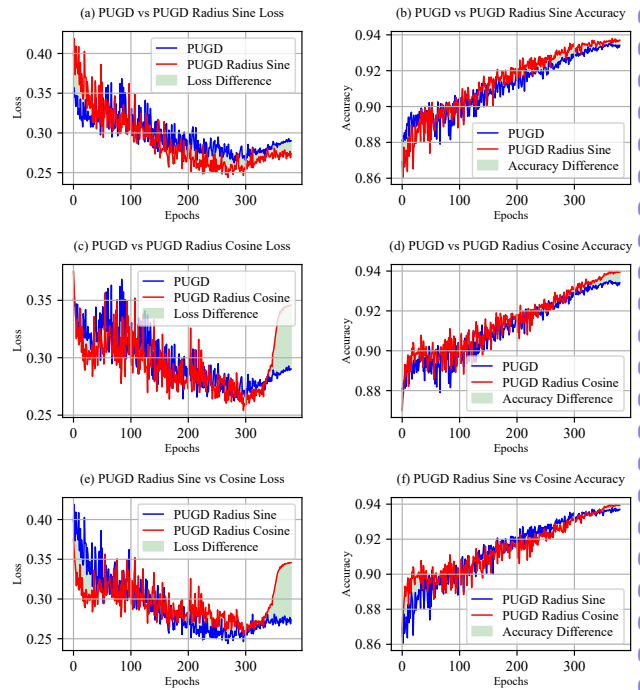 (a) PUGD vs PUGD Radius Sine Loss
0.40
0.35
0.30
0.25
Loss
PUGD
PUGD Radius Sine
Loss Difference
0
100
200
300
Epochs
(b) PUGD vs PUGD Radius Sine Accuracy
0.94
0.92
0.90
0.88
0.86
Accuracy
PUGD
PUGD Radius Sine
Accuracy Difference
0
100
200
300
Epochs
(c) PUGD vs PUGD Radius Cosine Loss
0.35
0.30
0.25
Loss
PUGD
PUGD Radius Cosine
Loss Difference
0
100
200
300
Epochs
(d) PUGD vs PUGD Radius Cosine Accuracy
0.94
0.92
0.90
0.88
Accuracy
PUGD
PUGD Radius Cosine
Accuracy Difference
0
100
200
300
Epochs
(e) PUGD Radius Sine vs Cosine Loss
0.40
0.35
0.30
0.25
Loss
PUGD Radius Sine
PUGD Radius Cosine
Loss Difference
0
100
200
300
Epochs
(f) PUGD Radius Sine vs Cosine Accuracy
0.94
0.92
0.90
0.88
0.86
Accuracy
PUGD Radius Sine
PUGD Radius Cosine
Accuracy Difference
0
100
200
300
Epochs